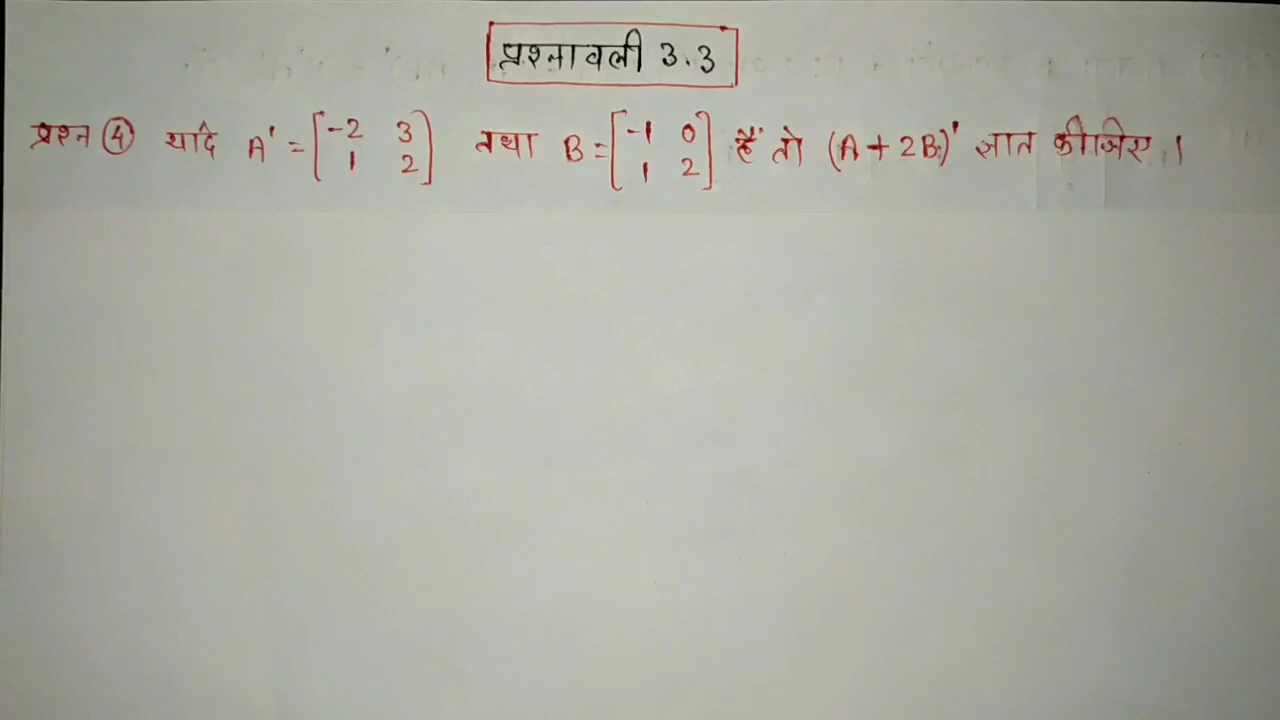 प्रश्नावली 3.3
प्रश्न ④ यदि A' = [-2 3 1 2] तथा B = [-1 0 1 2] हैं तो (A + 2B)' ज्ञात कीजिए ।